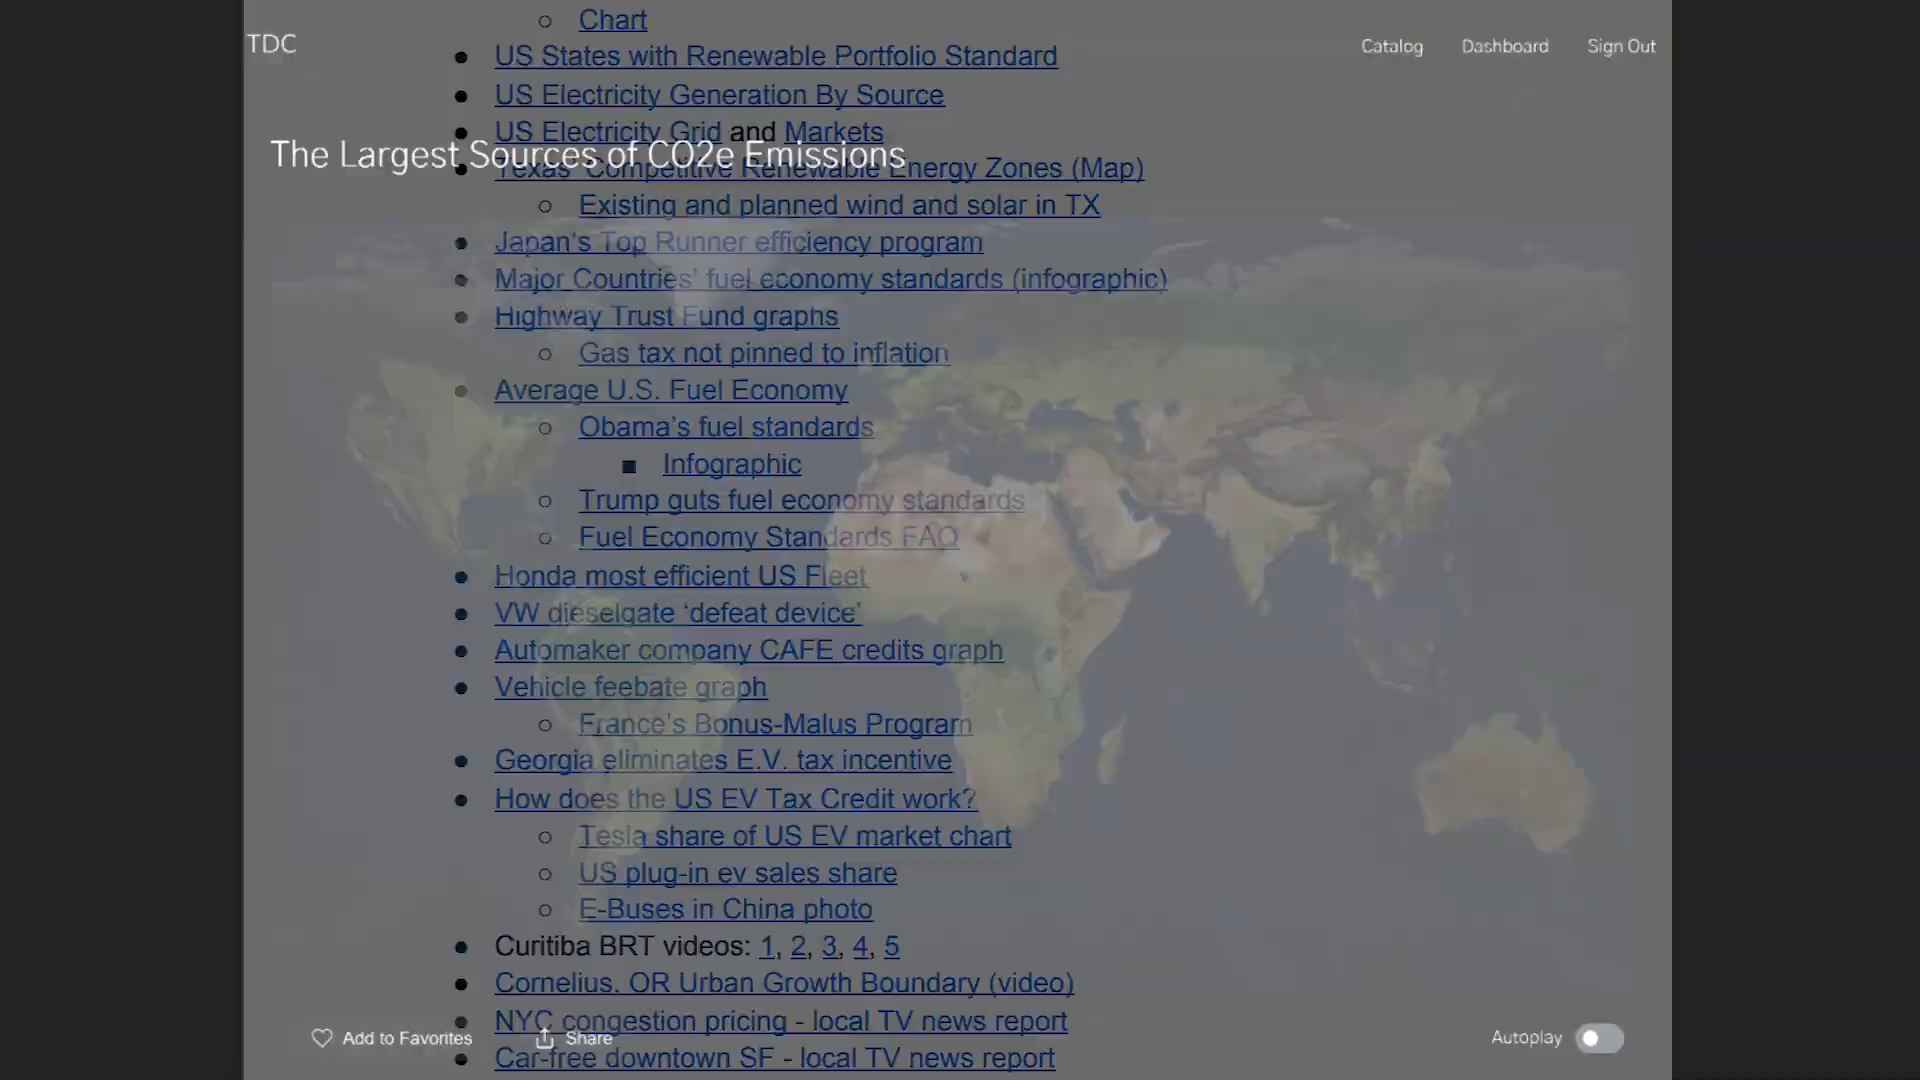 Chart
TDC
Catalog
Dashboard
Sign Out
US States with Renewable Portfolio Standard
US Electricity Generation By Source
US Electricity Grid and Markets
The Largest Sources of CO2e Emissions
Texas' Competitive Renewable Energy Zones (Map)
Existing and planned wind and solar in TX
Japan's Top Runner efficiency program
Major Countries' fuel economy standards (infographic)
Highway Trust Fund graphs
Gas tax not pinned to inflation
Average U.S. Fuel Economy
Obama's fuel standards
Infographic
Trump guts fuel economy standards
Fuel Economy Standards FAQ
Honda most efficient US Fleet
VW dieselgate ‘defeat device’
Automaker company CAFE credits graph
Vehicle feebate graph
France's Bonus-Malus Program
Georgia eliminates E.V. tax incentive
How does the US EV Tax Credit work?
Tesla share of US EV market chart
US plug-in ev sales share
E-Buses in China photo
Curitiba BRT videos: 1, 2, 3, 4, 5
Cornelius, OR Urban Growth Boundary (video)
NYC congestion pricing - local TV news report
Add to Favorites
Share
Autoplay
Car-free downtown SF - local TV news report